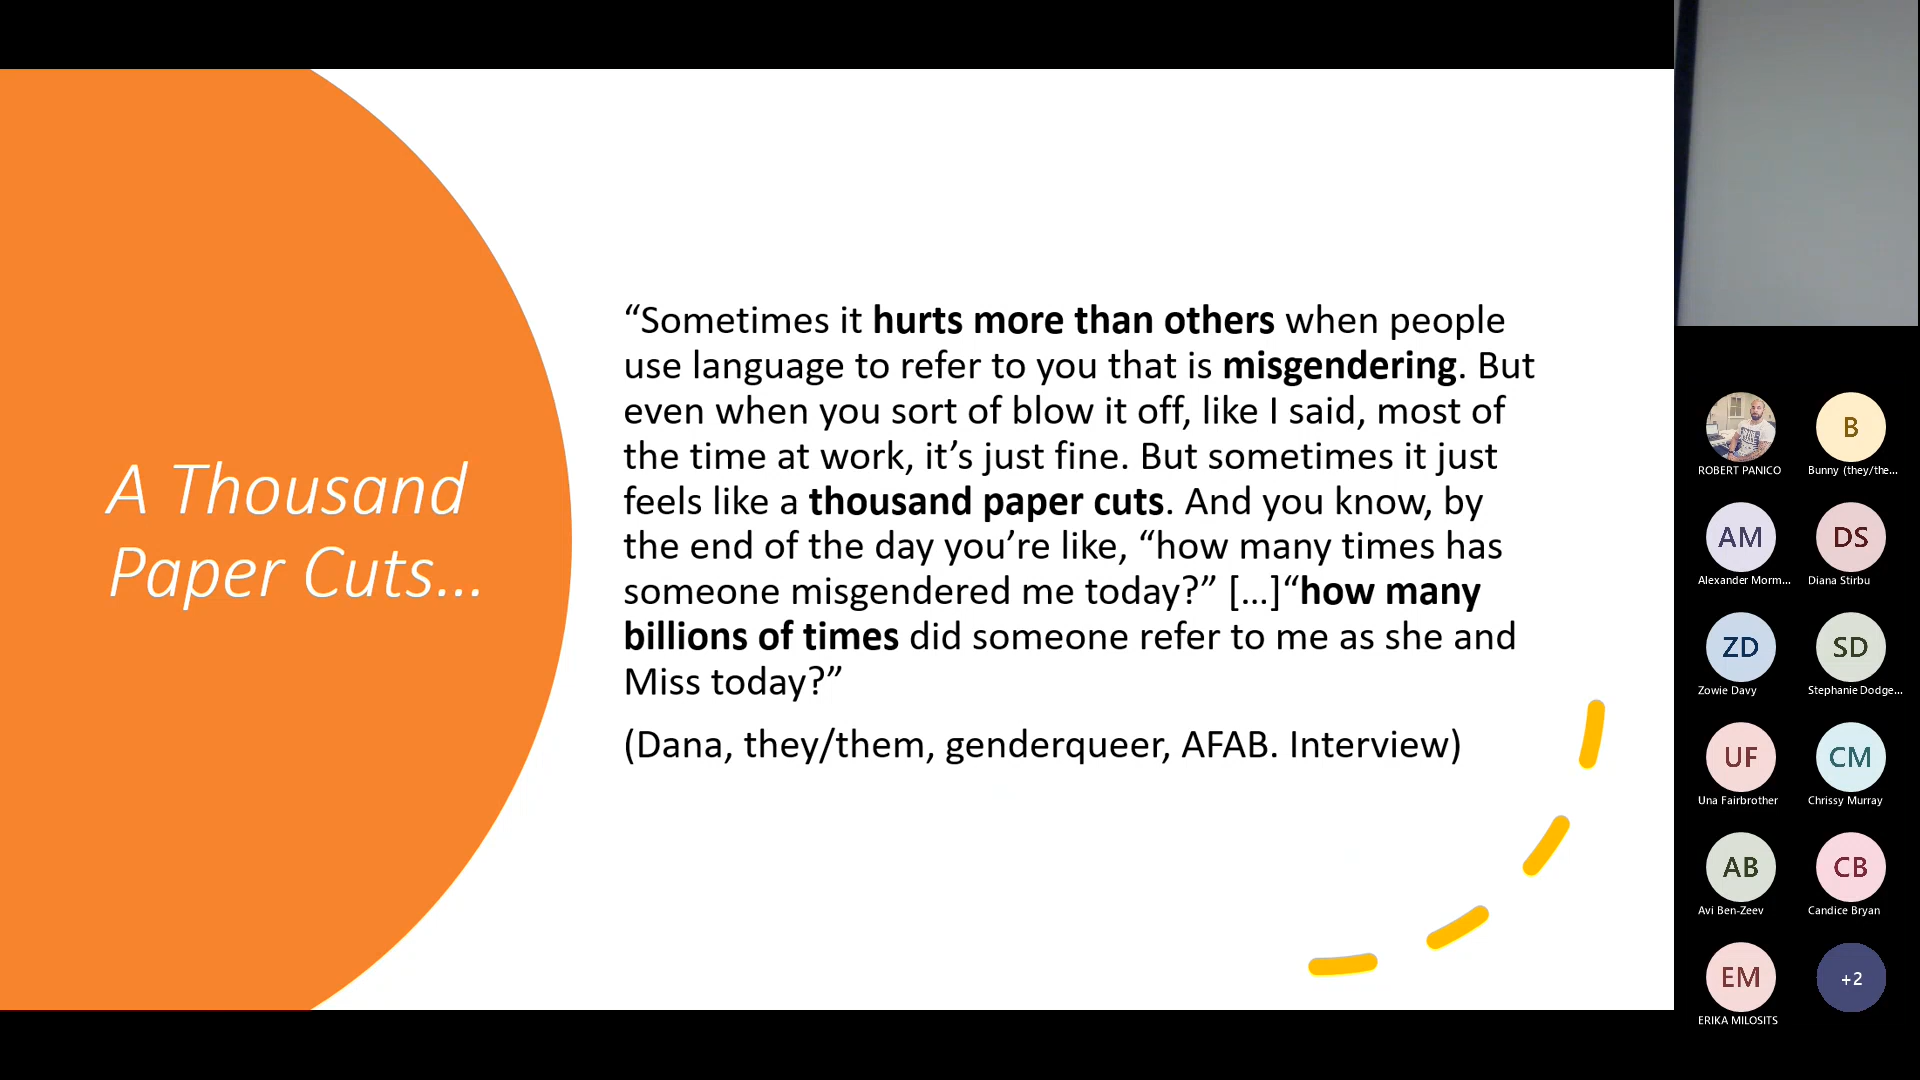 A Thousand
Paper Cuts...
“Sometimes it hurts more than others when people
use language to refer to you that is misgendering. But
even when you sort of blow it off, like I said, most of
the time at work, it’s just fine. But sometimes it just
feels like a thousand paper cuts. And you know, by
the end of the day you’re like, “how many times has
someone misgendered me today?” [...]“how many
billions of times did someone refer to me as she and
Miss today?”
(Dana, they/them, genderqueer, AFAB. Interview)
B
ROBERT PANICO
Bunny (they/the...
AM
DS
Alexander Morm...
Diana Stirbu
ZD
SD
Zowie Davy
Stephanie Dodge...
UF
CM
Una Fairbrother
Chrissy Murray
AB
CB
Avi Ben-Zeev
Candice Bryan
EM
+2
ERIKA MILOSITS